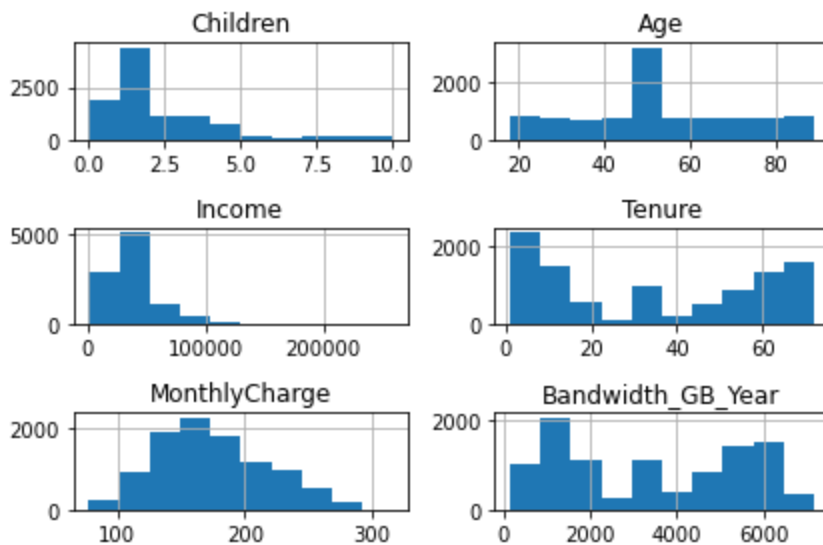 Children
2500
0
0.0 2.5 5.0 7.5 10.0
Age
2000
0
20 40 60 80
Income
5000
0
0 100000 200000
Tenure
2000
0
0 20 40 60
MonthlyCharge
2000
0
100 200 300
Bandwidth_GB_Year
2000
0
0 2000 4000 6000